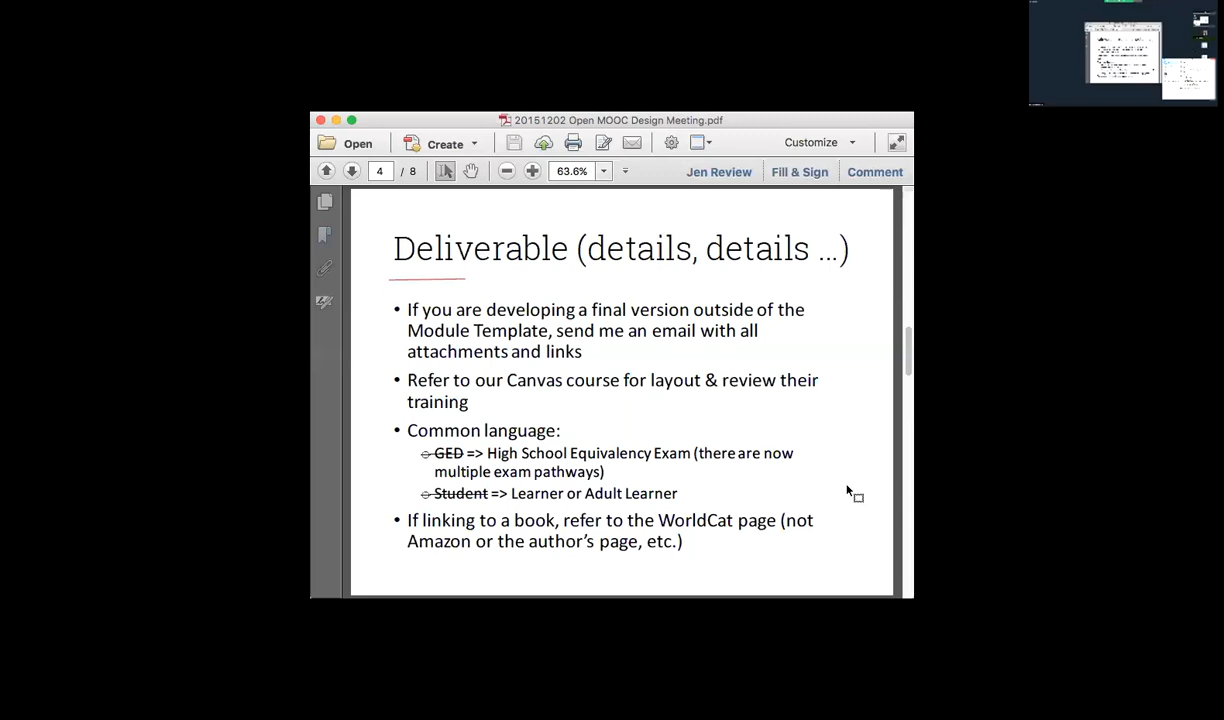 20151202 Open MOOC Design Meeting.pdf
Open
Create
Customize
4 / 8
63.6%
Jen Review
Fill & Sign
Comment
Deliverable (details, details ...)
• If you are developing a final version outside of the
Module Template, send me an email with all
attachments and links
• Refer to our Canvas course for layout & review their
training
• Common language:
GED => High School Equivalency Exam (there are now
multiple exam pathways)
Student => Learner or Adult Learner
• If linking to a book, refer to the WorldCat page (not
Amazon or the author's page, etc.)